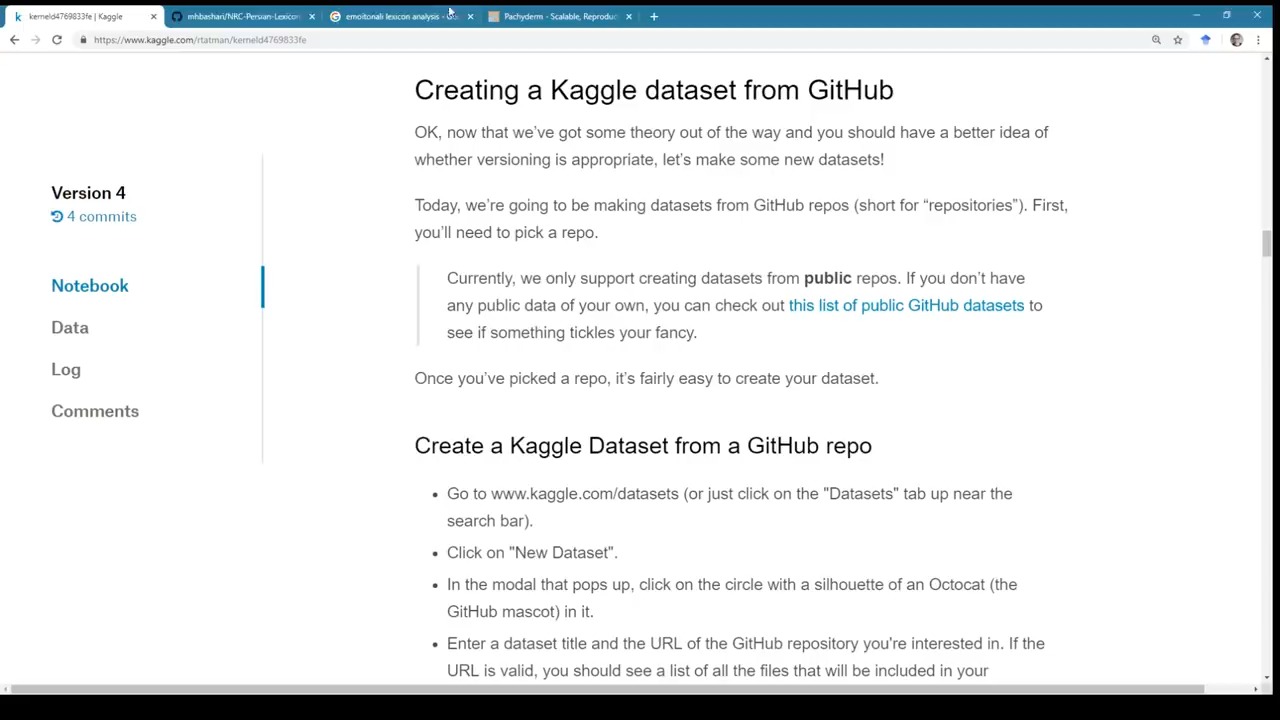 kerneld4769833fe | Kaggle
mhbashari/NRC-Persian-Lexicon
emoitonali lexicon analysis -
Pachyderm - Scalable, Reproduc
https://www.kaggle.com/rtatman/kerneld4769833fe
Creating a Kaggle dataset from GitHub
OK, now that we've got some theory out of the way and you should have a better idea of
whether versioning is appropriate, let's make some new datasets!
Version 4
4 commits
Today, we're going to be making datasets from GitHub repos (short for “repositories”). First,
you'll need to pick a repo.
Notebook
Data
Log
Comments
Currently, we only support creating datasets from public repos. If you don't have
any public data of your own, you can check out this list of public GitHub datasets to
see if something tickles your fancy.
Once you've picked a repo, it's fairly easy to create your dataset.
Create a Kaggle Dataset from a GitHub repo
• Go to www.kaggle.com/datasets (or just click on the "Datasets" tab up near the
search bar).
• Click on "New Dataset".
• In the modal that pops up, click on the circle with a silhouette of an Octocat (the
GitHub mascot) in it.
• Enter a dataset title and the URL of the GitHub repository you're interested in. If the
URL is valid, you should see a list of all the files that will be included in your